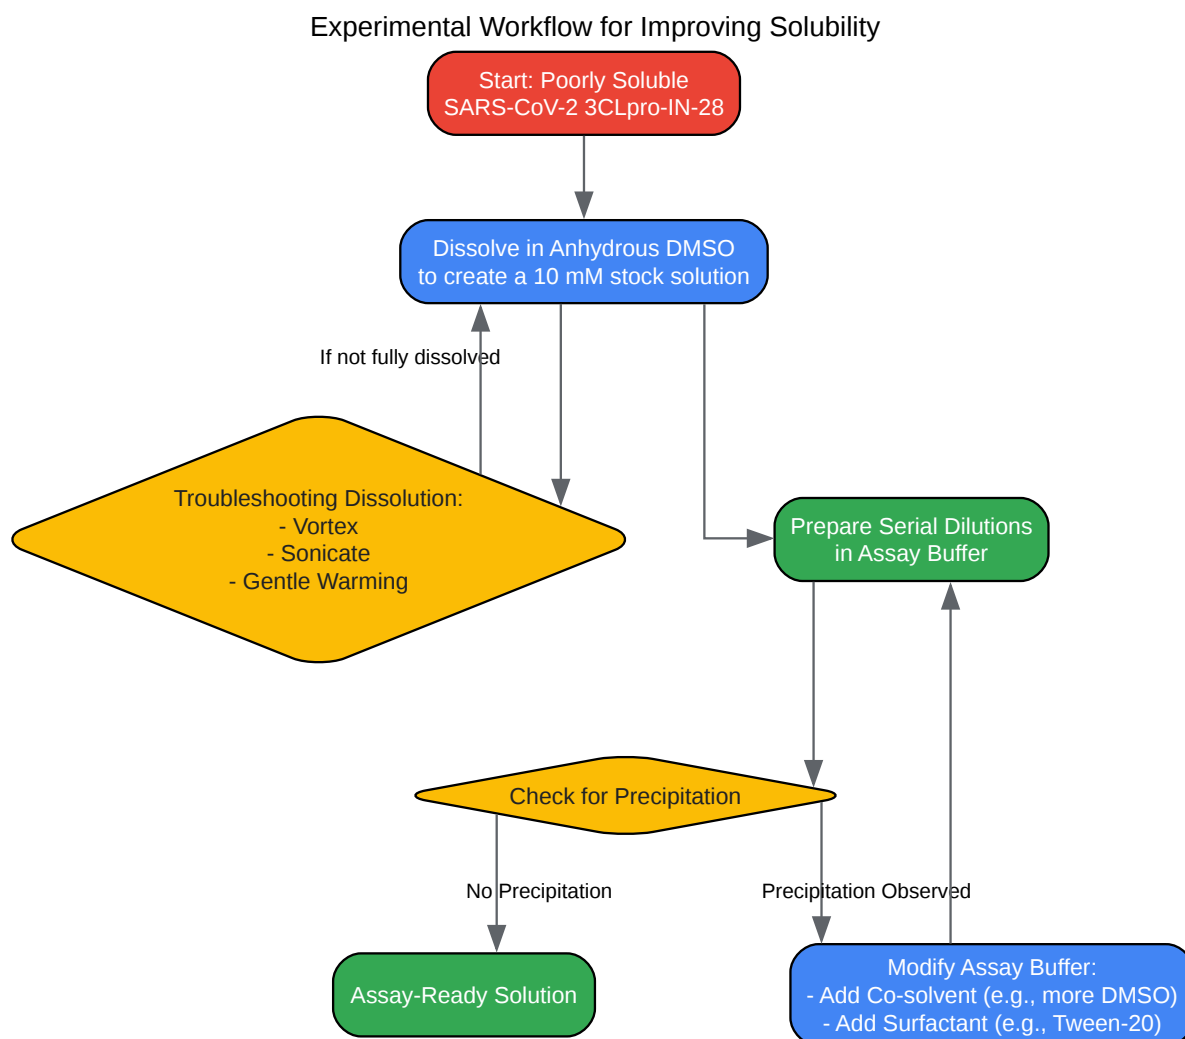 Experimental Workflow for Improving Solubility
Start: Poorly Soluble
SARS-CoV-2 3CLpro-IN-28
Dissolve in Anhydrous DMSO
to create a 10 mM stock solution
If not fully dissolved
Troubleshooting Dissolution:
- Vortex
- Sonicate
- Gentle Warming
Prepare Serial Dilutions
in Assay Buffer
Check for Precipitation
No Precipitation
Precipitation Observed
Assay-Ready Solution
Modify Assay Buffer:
- Add Co-solvent (e.g., more DMSO)
- Add Surfactant (e.g., Tween-20)